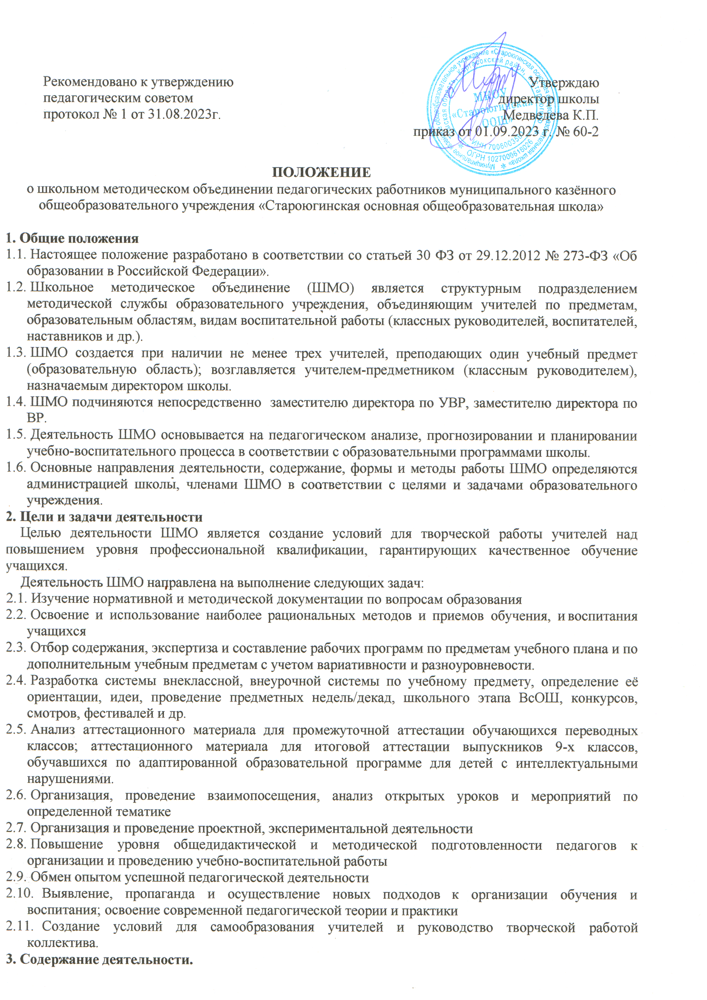 Рекомендовано к утверждению
педагогическим советом
протокол № 1 от 31.08.2023г.
Утверждаю
директор школы
Медведева К.П.
приказ от 01.09.2023 г. № 60-2
МКОУ
«Староюгинская
ООШ»
ОГРН 1027000616026
ПОЛОЖЕНИЕ
о школьном методическом объединении педагогических работников муниципального казённого
общеобразовательного учреждения «Староюгинская основная общеобразовательная школа»
1. Общие положения
1.1. Настоящее положение разработано в соответствии со статьей 30 ФЗ от 29.12.2012 № 273-ФЗ «Об
образовании в Российской Федерации».
1.2. Школьное методическое объединение (ШМО) является структурным подразделением
методической службы образовательного учреждения, объединяющим учителей по предметам,
образовательным областям, видам воспитательной работы (классных руководителей, воспитателей,
наставников и др.).
1.3. ШМО создается при наличии не менее трех учителей, преподающих один учебный предмет
(образовательную область); возглавляется учителем-предметником (классным руководителем),
назначаемым директором школы.
1.4. ШМО подчиняются непосредственно заместителю директора по УВР, заместителю директора по
ВР.
1.5. Деятельность ШМО основывается на педагогическом анализе, прогнозировании и планировании
учебно-воспитательного процесса в соответствии с образовательными программами школы.
1.6. Основные направления деятельности, содержание, формы и методы работы ШМО определяются
администрацией школы, членами ШМО в соответствии с целями и задачами образовательного
учреждения.
2. Цели и задачи деятельности
Целью деятельности ШМО является создание условий для творческой работы учителей над
повышением уровня профессиональной квалификации, гарантирующих качественное обучение
учащихся.
Деятельность ШМО направлена на выполнение следующих задач:
2.1. Изучение нормативной и методической документации по вопросам образования
2.2. Освоение и использование наиболее рациональных методов и приемов обучения, и воспитания
учащихся
2.3. Отбор содержания, экспертиза и составление рабочих программ по предметам учебного плана и по
дополнительным учебным предметам с учетом вариативности и разноуровневости.
2.4. Разработка системы внеклассной, внеурочной системы по учебному предмету, определение её
ориентации, идеи, проведение предметных недель/декад, школьного этапа ВсОШ, конкурсов,
смотров, фестивалей и др.
2.5. Анализ аттестационного материала для промежуточной аттестации обучающихся переводных
классов; аттестационного материала для итоговой аттестации выпускников 9-х классов,
обучавшихся по адаптированной образовательной программе для детей с интеллектуальными
нарушениями.
2.6. Организация, проведение взаимопосещения, анализ открытых уроков и мероприятий по
определенной тематике
2.7. Организация и проведение проектной, экспериментальной деятельности
2.8. Повышение уровня общедидактической и методической подготовленности педагогов к
организации и проведению учебно-воспитательной работы
2.9. Обмен опытом успешной педагогической деятельности
2.10. Выявление, пропаганда и осуществление новых подходов к организации обучения и
воспитания; освоение современной педагогической теории и практики
2.11. Создание условий для самообразования учителей и руководство творческой работой
коллектива.
3. Содержание деятельности.